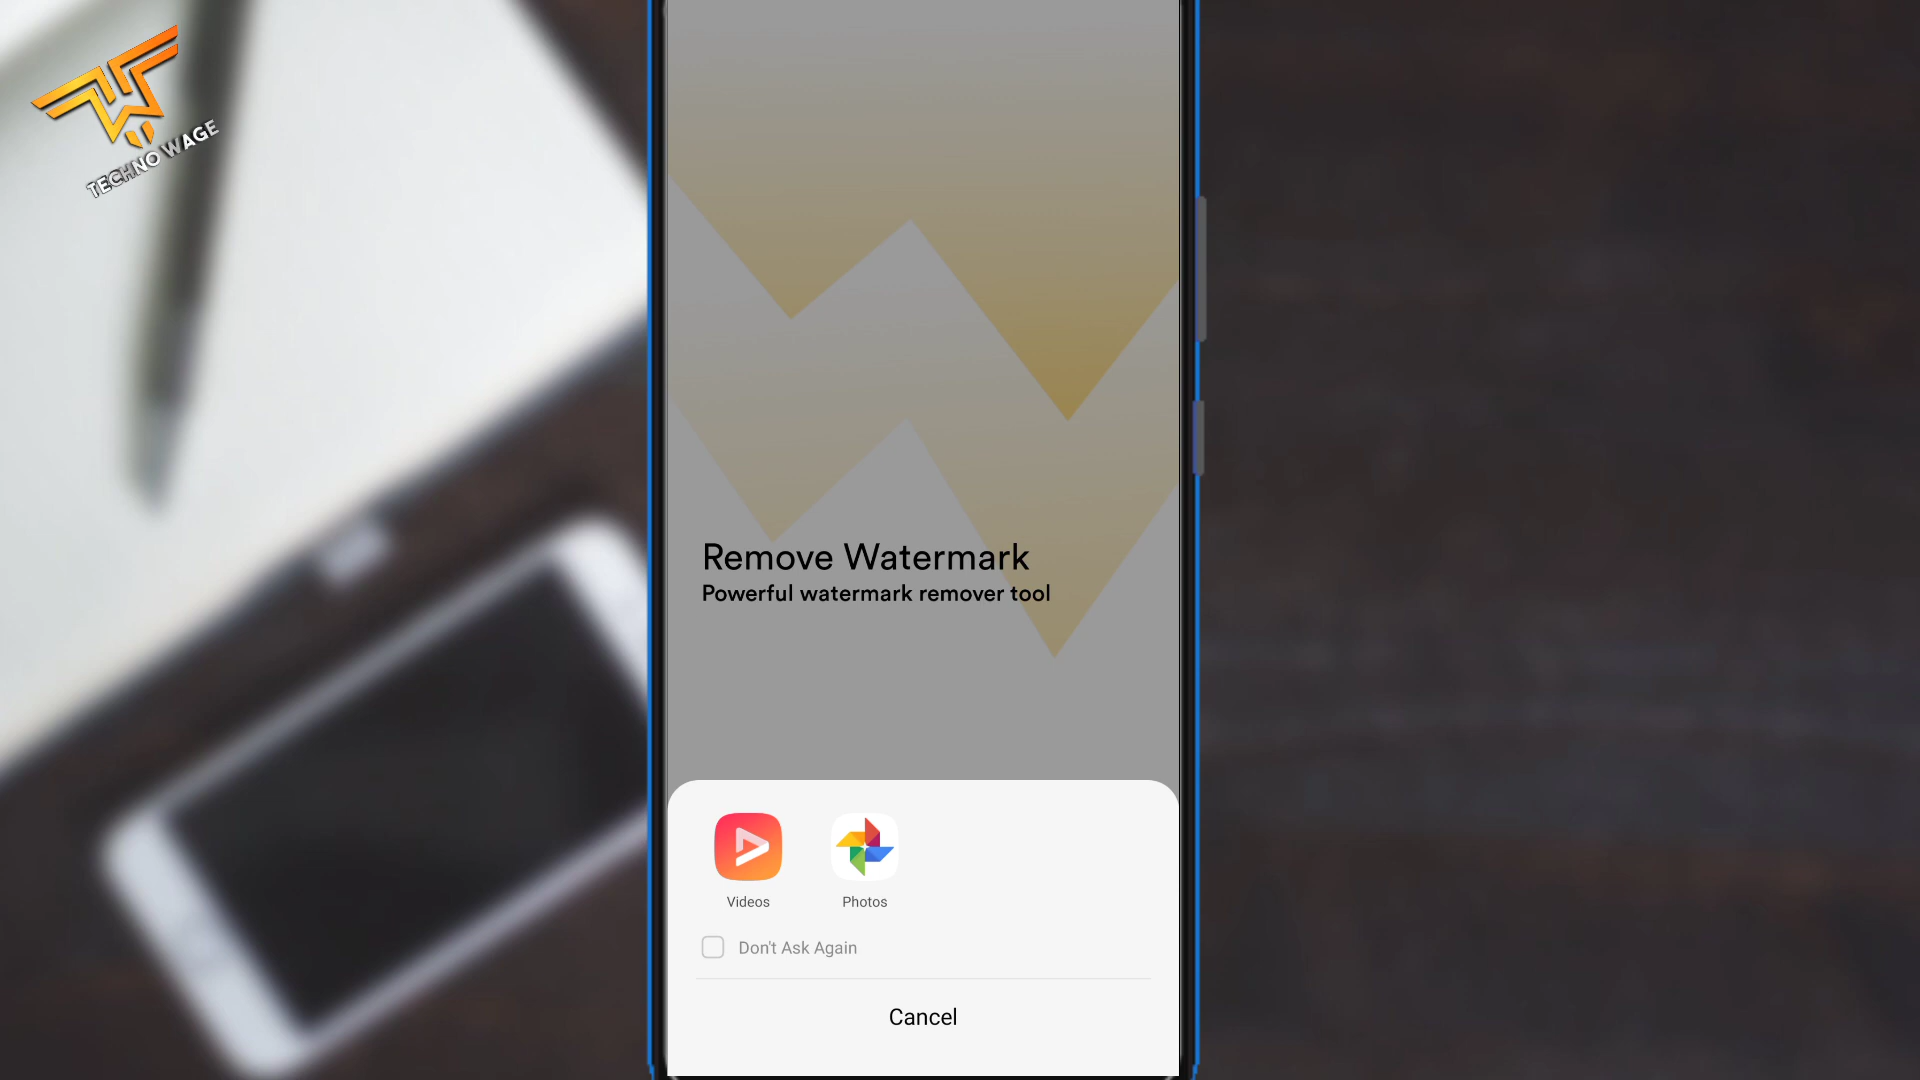 TECHNO WAGE
Remove Watermark
Powerful watermark remover tool
Videos
Photos
Don't Ask Again
Cancel